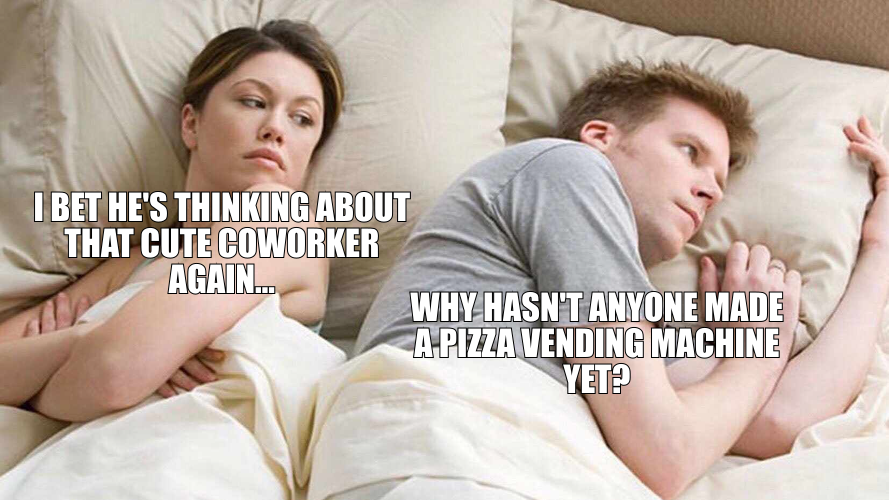 I BET HE'S THINKING ABOUT
THAT CUTE COWORKER
AGAIN...
WHY HASN'T ANYONE MADE
A PIZZA VENDING MACHINE
YET?